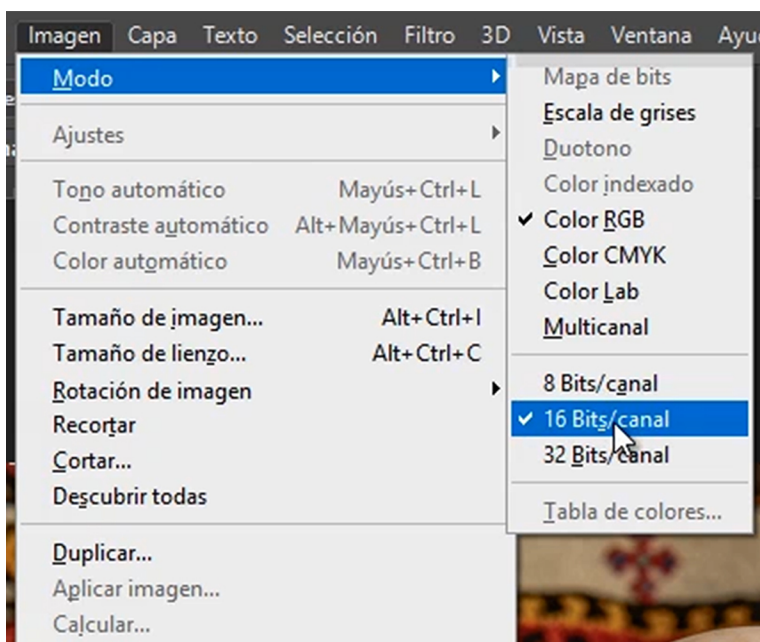 Imagen Capa Texto Selección Filtro 3D Vista Ventana
Modo
Ajustes
Tono automático Mayús+Ctrl+L
Contraste automático Alt+Mayús+Ctrl+L
Color automático Mayús+Ctrl+B
Tamaño de imagen... Alt+Ctrl+I
Tamaño de lienzo... Alt+Ctrl+C
Rotación de imagen
Recortar
Cortar...
Descubrir todas
Duplicar...
Aplicar imagen...
Calcular...
Mapa de bits
Escala de grises
Duotono
Color indexado
Color RGB
Color CMYK
Color Lab
Multicanal
8 Bits/canal
16 Bits/canal
32 Bits/canal
Tabla de colores...